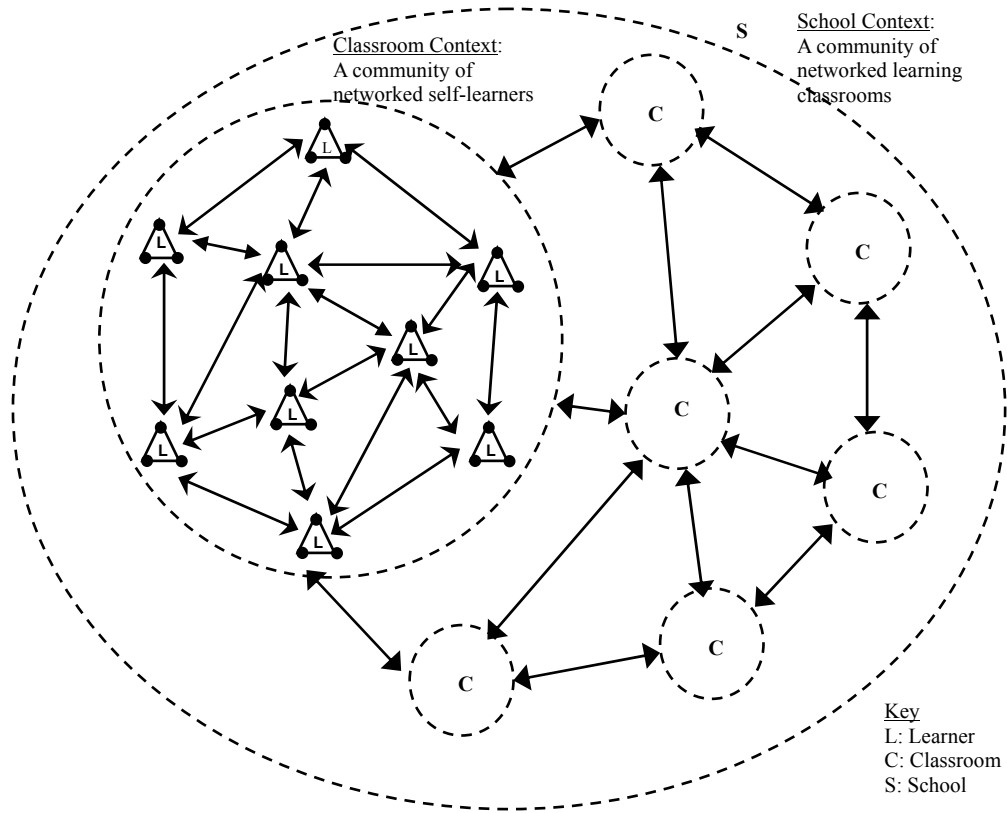 S
School Context:
A community of
networked learning
classrooms
Classroom Context:
A community of
networked self-learners
C
L
L
L
L
C
L
L
C
L
L
C
L
C
C
C
Key
L: Learner
C: Classroom
S: School